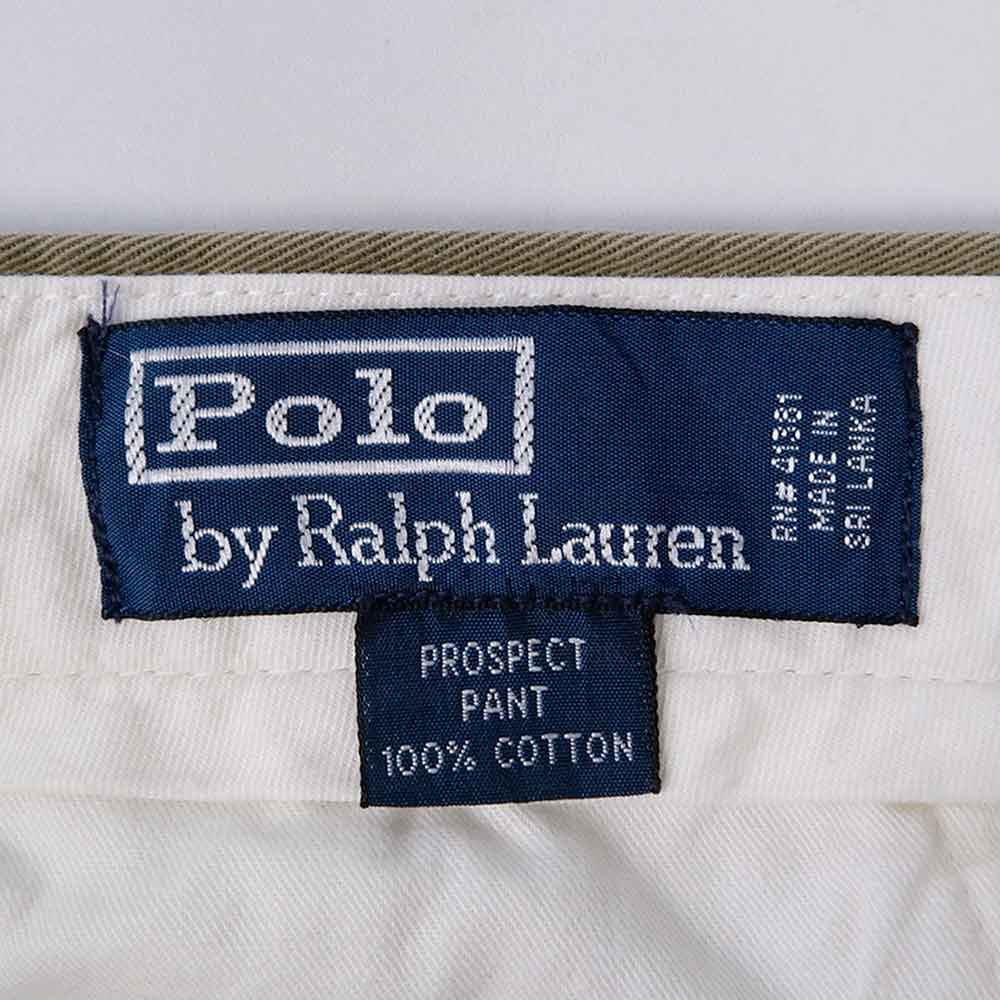 Polo
by Ralph Lauren
RN# 41381
MADE IN
SRI LANKA
PROSPECT
PANT
100% COTTON